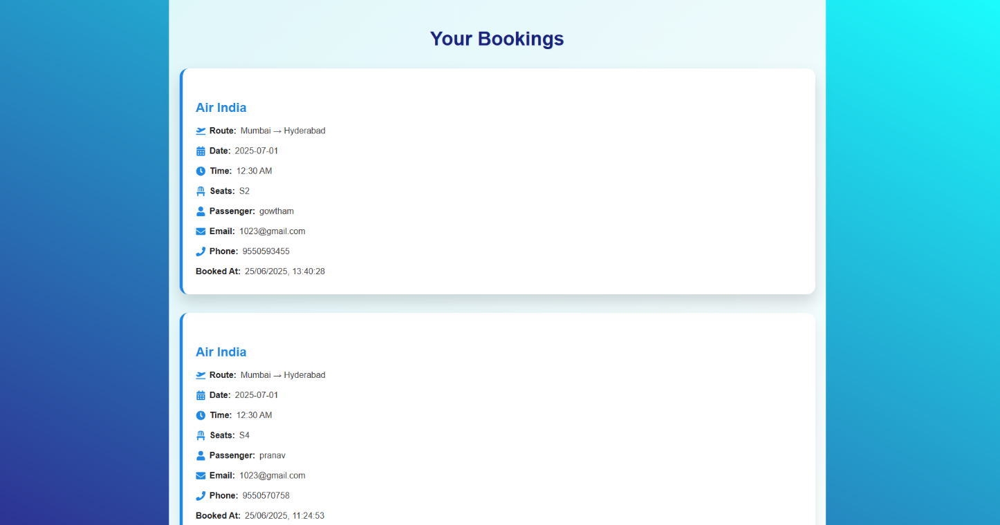 Your Bookings
Air India
Route: Mumbai → Hyderabad
Date: 2025-07-01
Time: 12:30 AM
Seats: S2
Passenger: gowtham
Email: 1023@gmail.com
Phone: 9550593455
Booked At: 25/06/2025, 13:40:28
Air India
Route: Mumbai → Hyderabad
Date: 2025-07-01
Time: 12:30 AM
Seats: S4
Passenger: pranav
Email: 1023@gmail.com
Phone: 9550570758
Booked At: 25/06/2025, 11:24:53